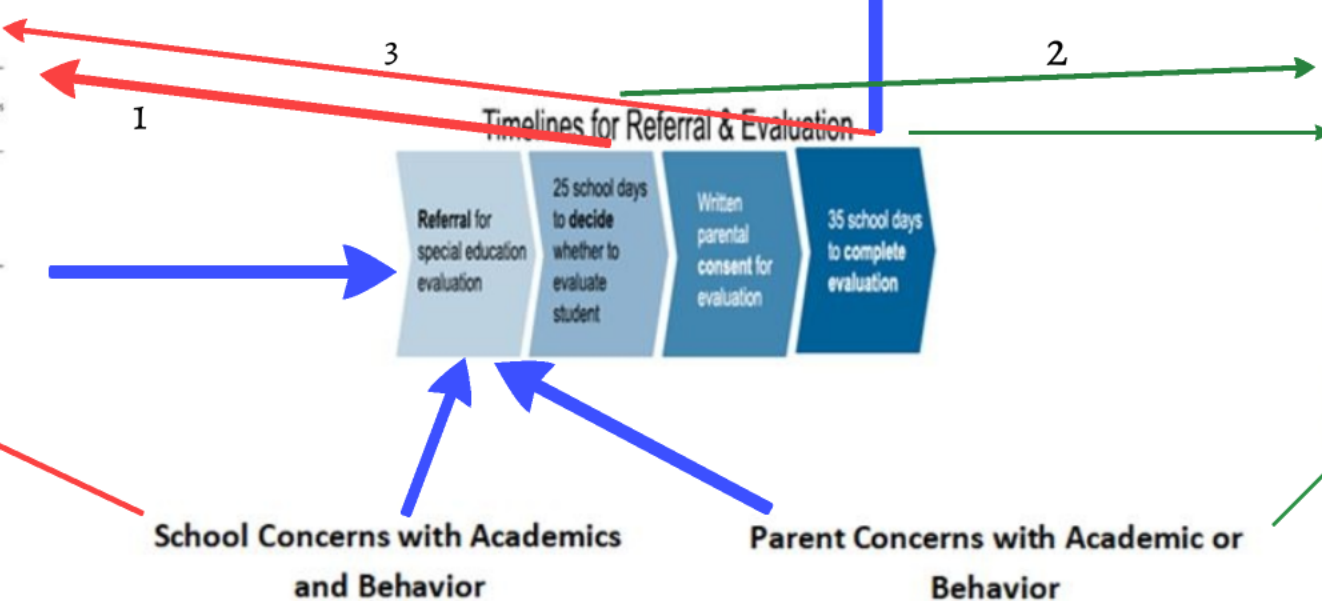 3
2
1
Timelines for Referral & Evaluation
Referral for
special education
evaluation
25 school days
to decide
whether to
evaluate
student
Written
parental
consent for
evaluation
35 school days
to complete
evaluation
School Concerns with Academics
and Behavior
Parent Concerns with Academic or
Behavior